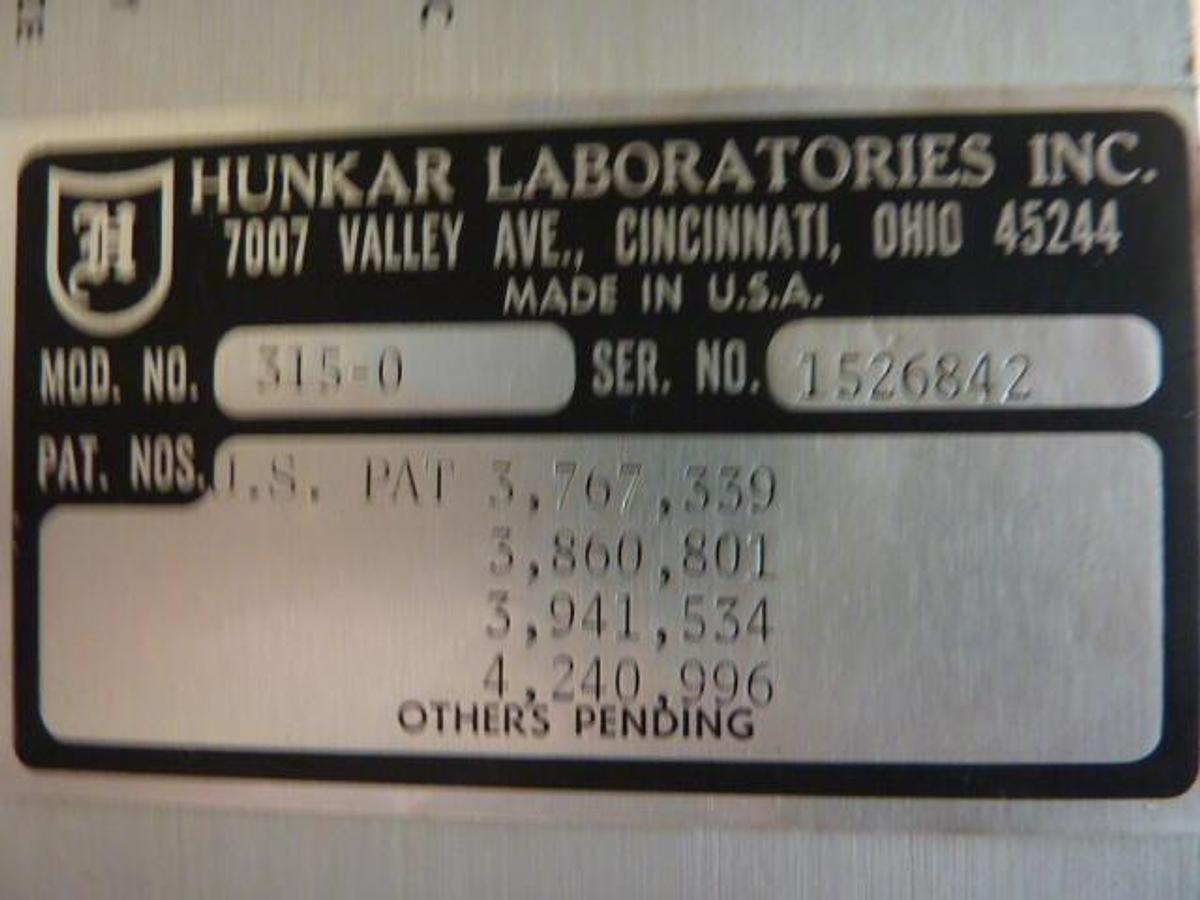 HUNKAR LABORATORIES INC.
7007 VALLEY AVE., CINCINNATI, OHIO 45244
MADE IN U.S.A.
MOD. NO. 315-0 SER. NO. 1526842
PAT. NOS. U.S. PAT 3,767,339
3,860,801
3,941,534
4,240,996
OTHERS PENDING